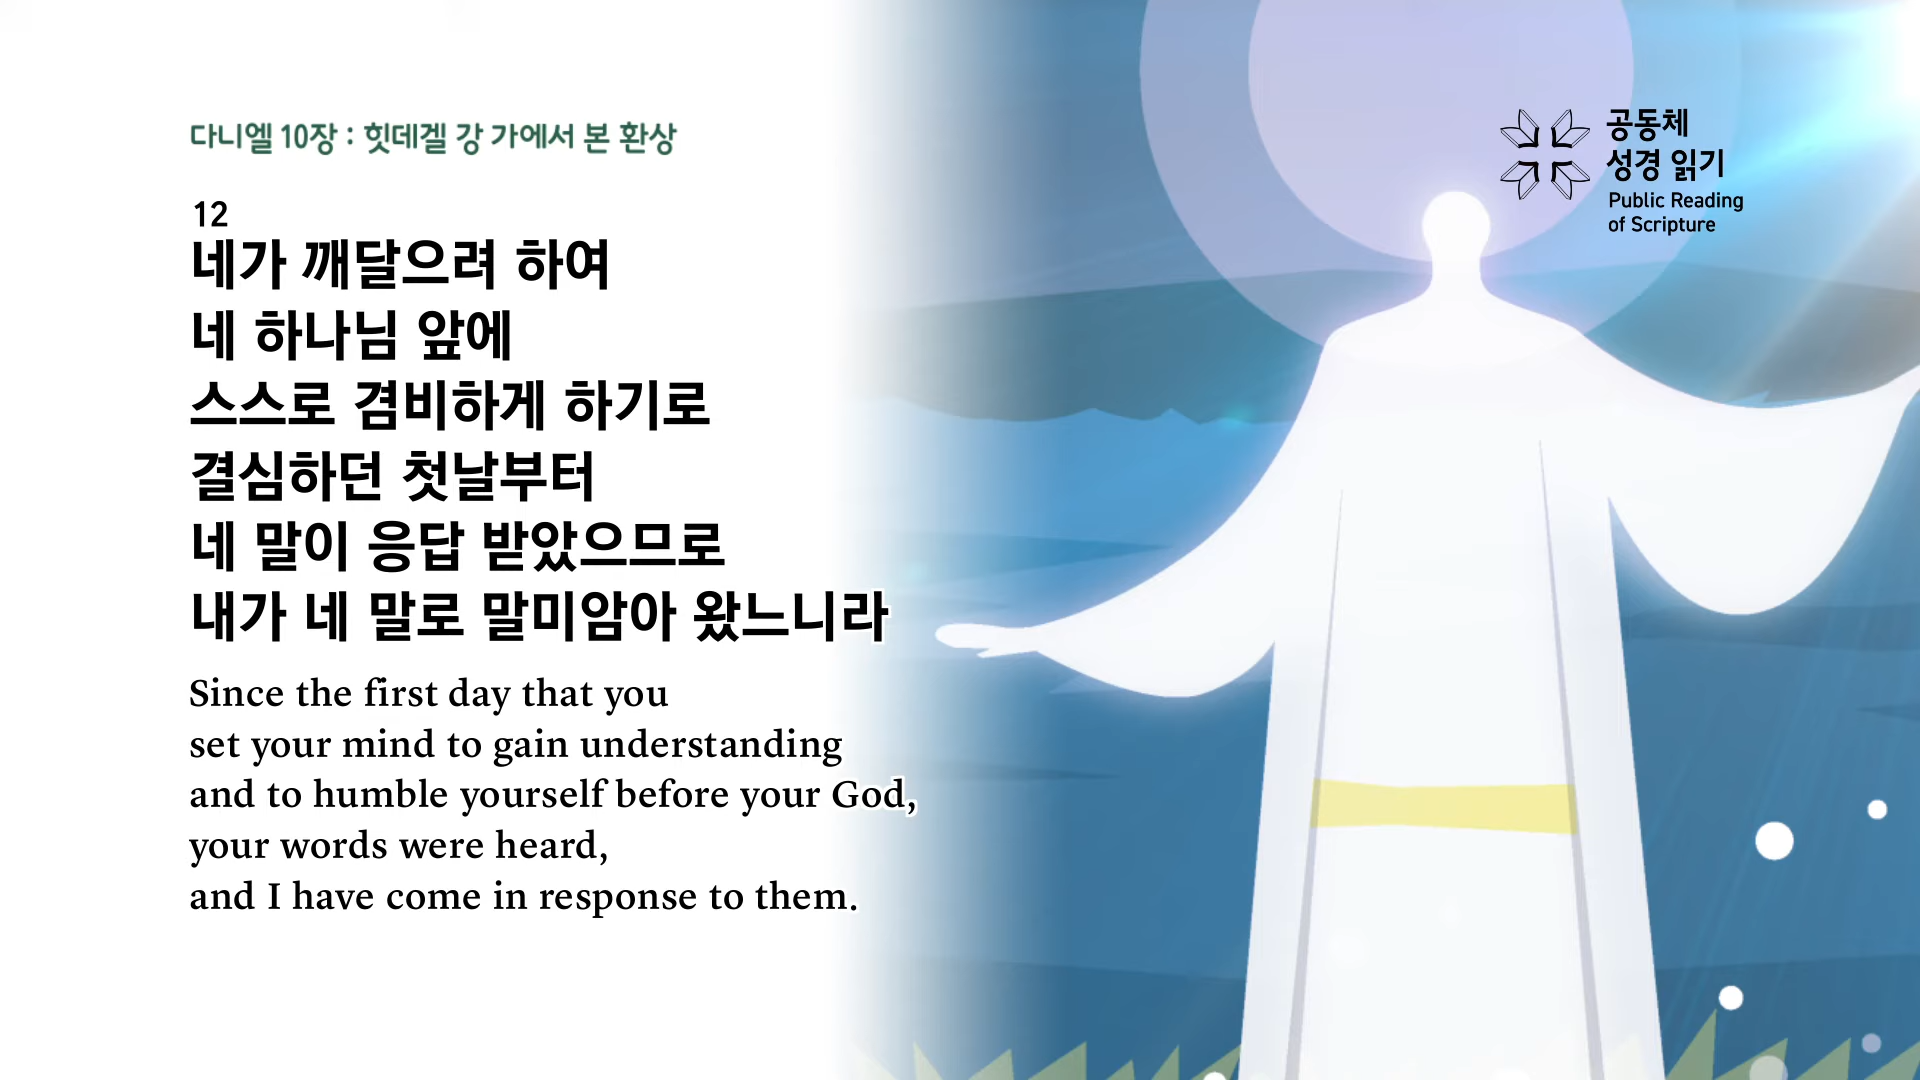 다니엘 10장 : 힛데겔 강 가에서 본 환상
12
네가 깨달으려 하여
네 하나님 앞에
스스로 겸비하게 하기로
결심하던 첫날부터
네 말이 응답 받았으므로
내가 네 말로 말미암아 왔느니라
Since the first day that you
set your mind to gain understanding
and to humble yourself before your God,
your words were heard,
and I have come in response to them.
공동체
성경 읽기
Public Reading
of Scripture